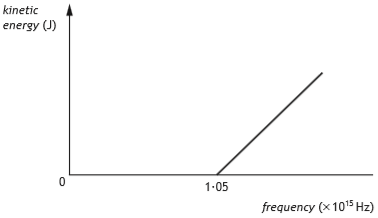 kinetic
energy (J)
0
1·05
frequency (×10¹⁵ Hz)